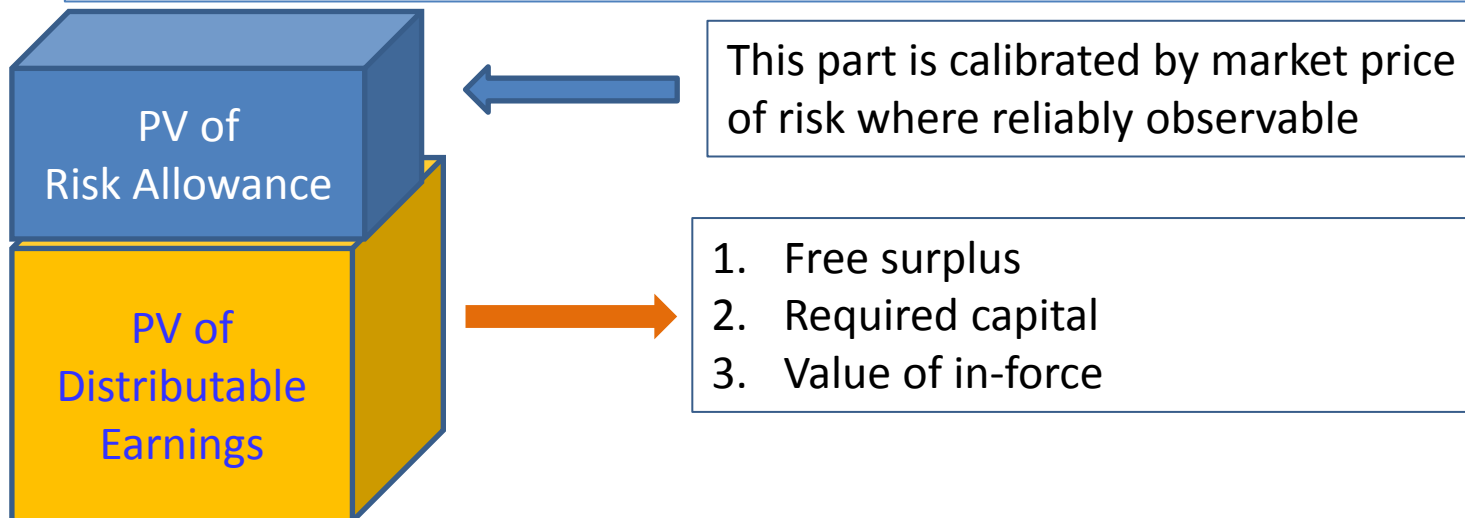 PV of
Risk Allowance
This part is calibrated by market price
of risk where reliably observable
PV of
Distributable
Earnings
1. Free surplus
2. Required capital
3. Value of in-force